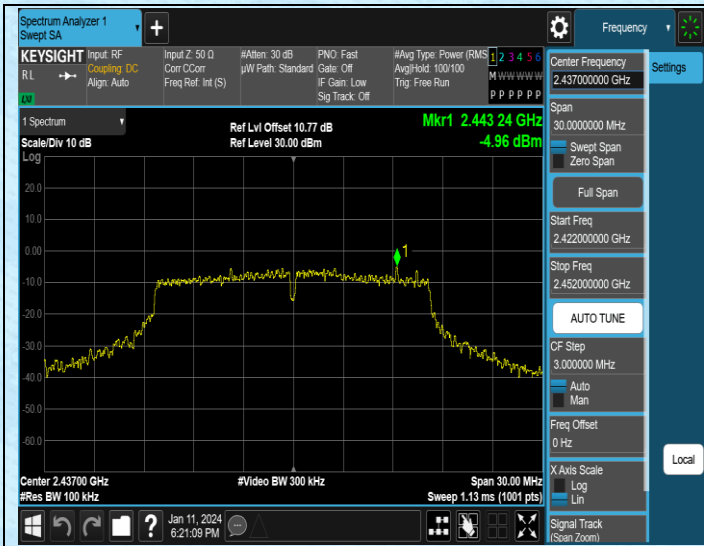 Spectrum Analyzer 1
Swept SA
Frequency
KEYSIGHT
RL
LXI
Input: RF
Coupling: DC
Align: Auto
Input Z: 50 Ω
Corr CCorr
Freq Ref: Int (S)
#Atten: 30 dB
µW Path: Standard
PNO: Fast
Gate: Off
IF Gain: Low
Sig Track: Off
#Avg Type: Power (RMS
Avg|Hold: 100/100
Trig: Free Run
1 2 3 4 5 6
M W W W W W
P P P P P P
Center Frequency
2.437000000 GHz
Settings
Span
30.0000000 MHz
Swept Span
Zero Span
Full Span
Start Freq
2.422000000 GHz
Stop Freq
2.452000000 GHz
AUTO TUNE
CF Step
3.000000 MHz
Auto
Man
Freq Offset
0 Hz
X Axis Scale
Log
Lin
Signal Track
(Span Zoom)
Local
1 Spectrum
Scale/Div 10 dB
Log
Ref Lvl Offset 10.77 dB
Ref Level 30.00 dBm
Mkr1 2.443 24 GHz
-4.96 dBm
20.0
10.0
0.00
-10.0
-20.0
-30.0
-40.0
-50.0
-60.0
1
Center 2.43700 GHz
#Res BW 100 kHz
#Video BW 300 kHz
Span 30.00 MHz
Sweep 1.13 ms (1001 pts)
?
Jan 11, 2024
6:21:09 PM